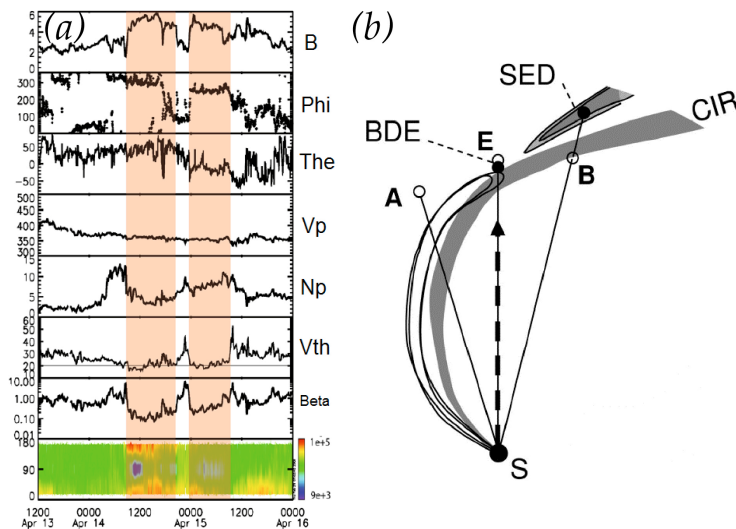 (a)
6
4
2
0
B
300
200
100
0
Phi
50
0
-50
The
500
450
400
350
300
Vp
15
10
5
0
Np
60
50
40
30
20
10
0
Vth
10.00
1.00
0.10
0.01
Beta
180
90
0
1e+5
9e+3
1200 0000 1200 0000 1200 0000
Apr 13 Apr 14 Apr 15 Apr 16
(b)
SED
CIR
BDE
E
B
A
S